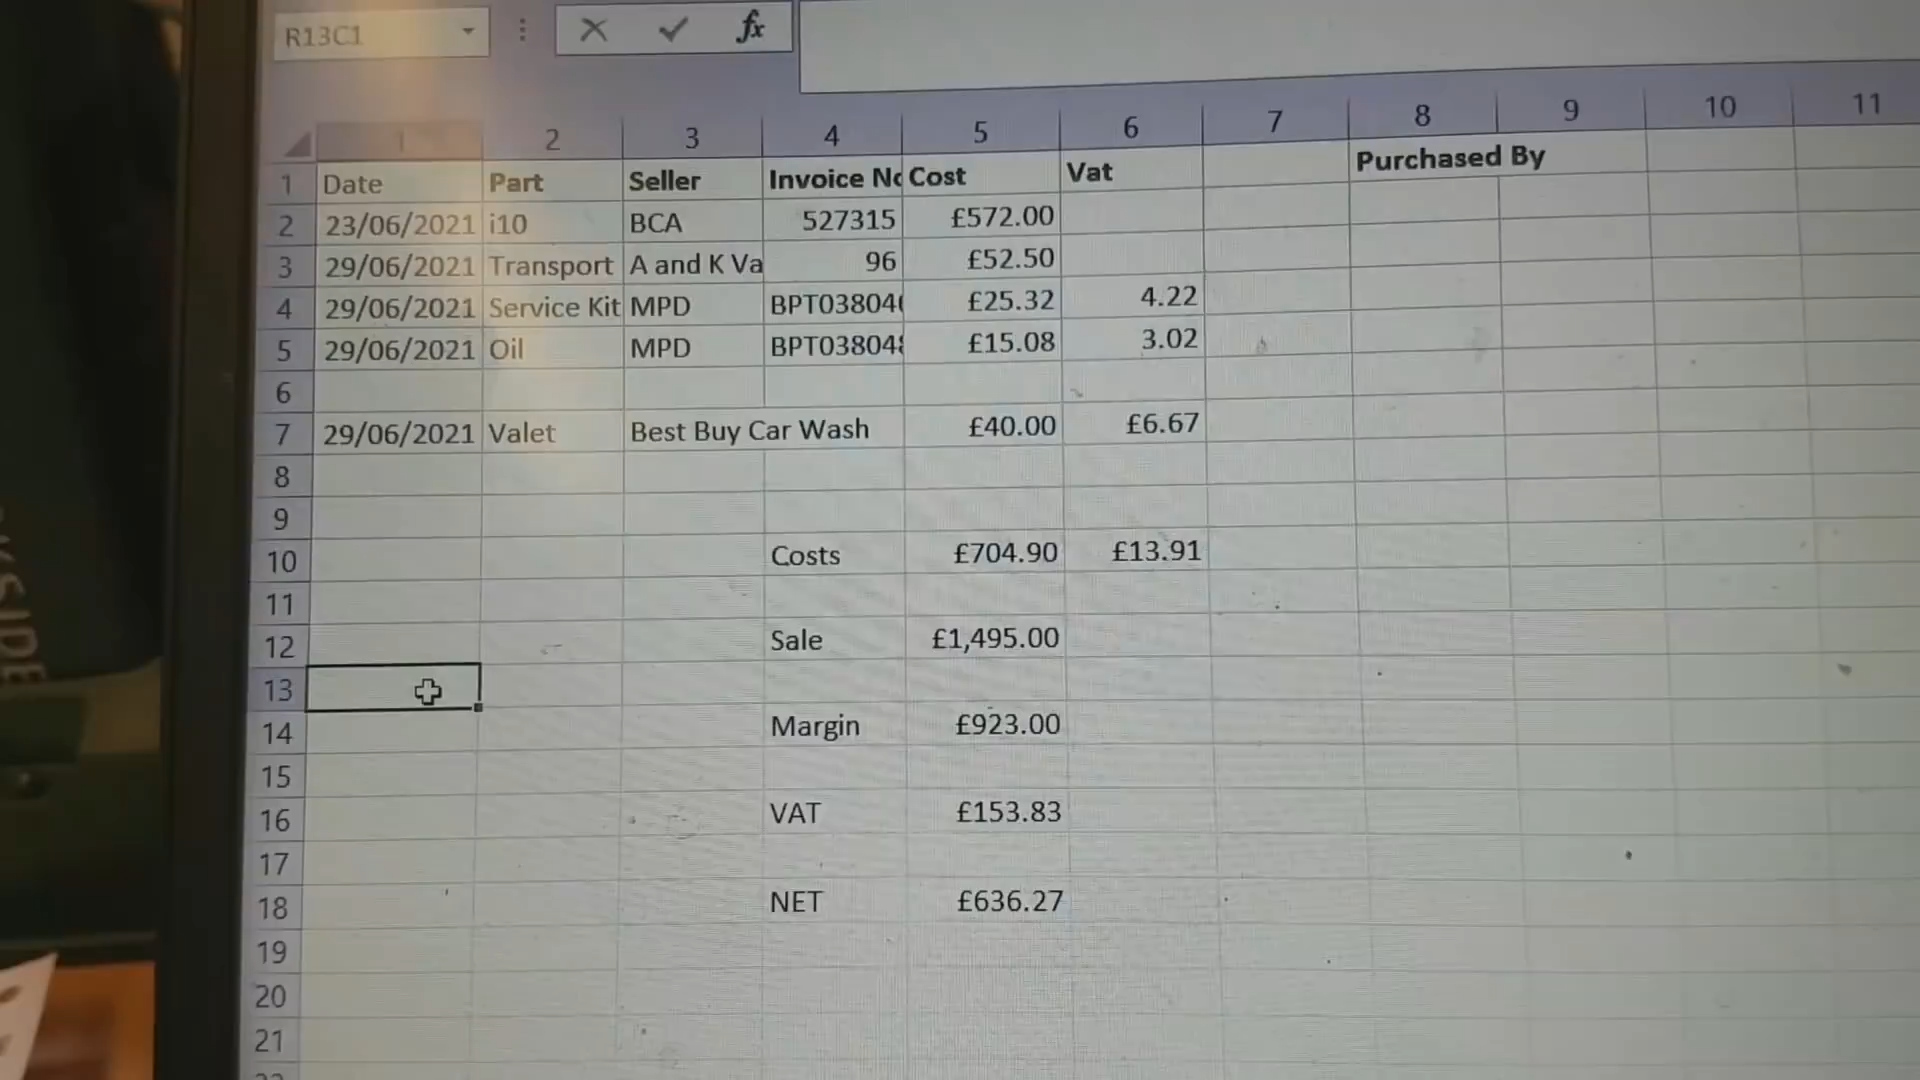 R13C1 fx
1 2 3 4 5 6 7 8 9 10 11
1 Date Part Seller Invoice No Cost Vat Purchased By
2 23/06/2021 i10 BCA 527315 £572.00
3 29/06/2021 Transport A and K Va 96 £52.50
4 29/06/2021 Service Kit MPD BPT03804 £25.32 4.22
5 29/06/2021 Oil MPD BPT03804 £15.08 3.02
6
7 29/06/2021 Valet Best Buy Car Wash £40.00 £6.67
8
9
10 Costs £704.90 £13.91
11
12 Sale £1,495.00
13
14 Margin £923.00
15
16 VAT £153.83
17
18 NET £636.27
19
20
21